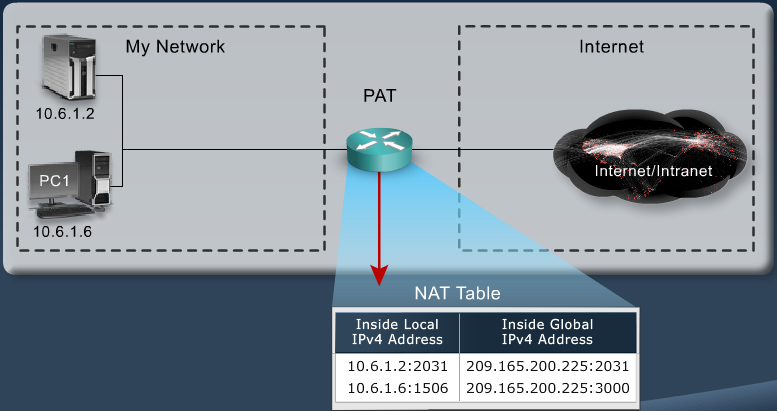 My Network
Internet
10.6.1.2
PAT
PC1
10.6.1.6
Internet/Intranet
NAT Table
Inside Local
IPv4 Address
Inside Global
IPv4 Address
10.6.1.2:2031 209.165.200.225:2031
10.6.1.6:1506 209.165.200.225:3000